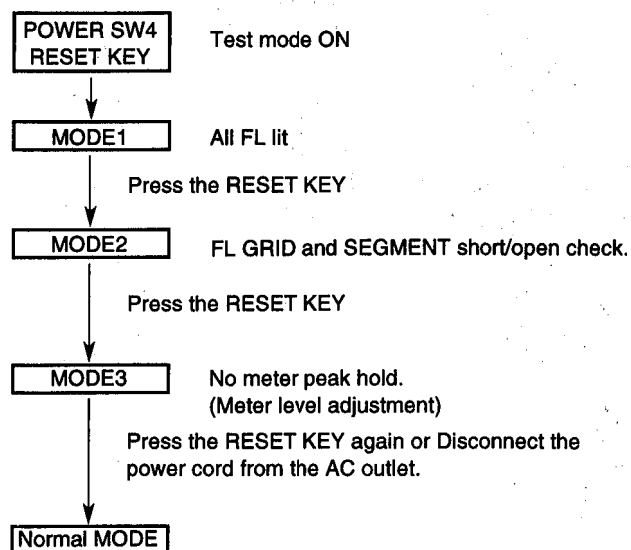 POWER SW4
RESET KEY
Test mode ON
MODE1
All FL lit
Press the RESET KEY
MODE2
FL GRID and SEGMENT short/open check.
Press the RESET KEY
MODE3
No meter peak hold.
(Meter level adjustment)
Press the RESET KEY again or Disconnect the
power cord from the AC outlet.
Normal MODE